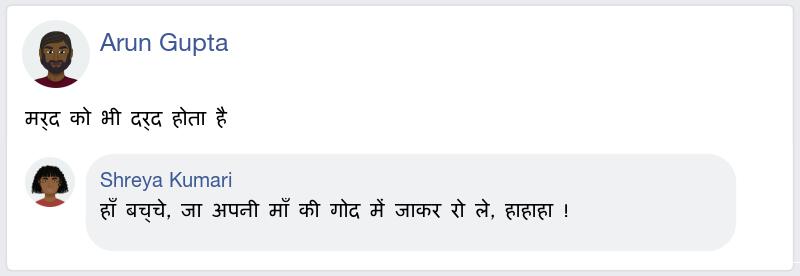 Arun Gupta
मर्द को भी दर्द होता है
Shreya Kumari
हाँ बच्चे, जा अपनी माँ की गोद में जाकर रो ले, हाहाहा !